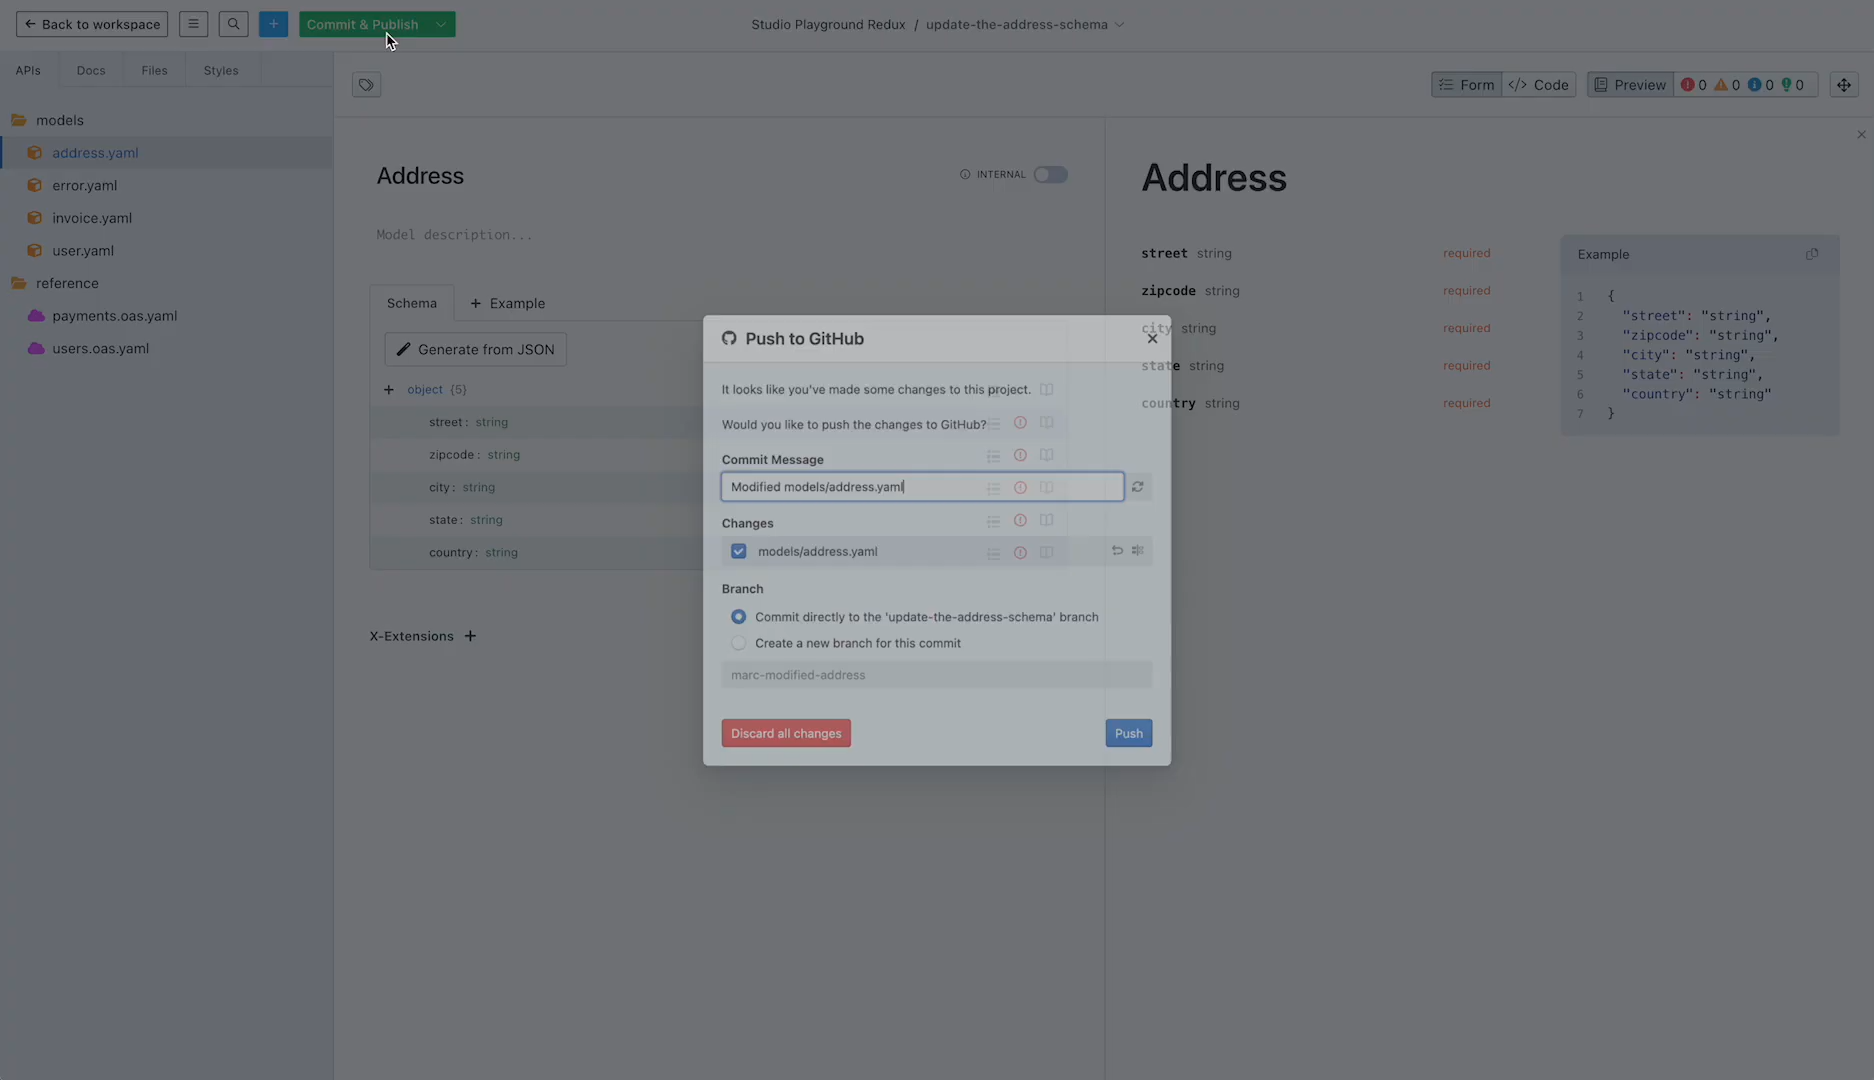 Back to workspace
Commit & Publish
Studio Playground Redux / update-the-address-schema
APIs Docs Files Styles
Form </> Code Preview 0 0 0 0
models
address.yaml
error.yaml
invoice.yaml
user.yaml
reference
payments.oas.yaml
users.oas.yaml
Address
INTERNAL
Model description...
Schema + Example
Generate from JSON
+ object {5}
street: string
zipcode: string
city: string
state: string
country: string
X-Extensions +
Push to GitHub
It looks like you've made some changes to this project.
Would you like to push the changes to GitHub?
Commit Message
Modified models/address.yaml
Changes
models/address.yaml
Branch
Commit directly to the 'update-the-address-schema' branch
Create a new branch for this commit
marc-modified-address
Discard all changes
Push
Address
street string required
zipcode string required
city string required
state string required
country string required
Example
1 {
2 "street": "string",
3 "zipcode": "string",
4 "city": "string",
5 "state": "string",
6 "country": "string"
7 }